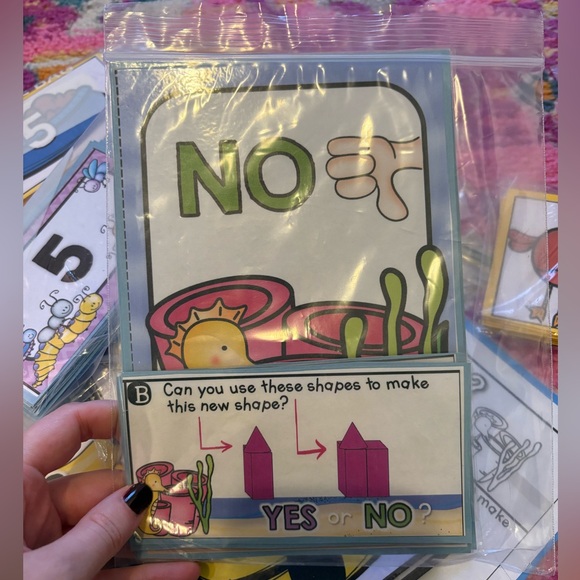 5
NO
5
B Can you use these shapes to make
this new shape?
YES or NO?
make